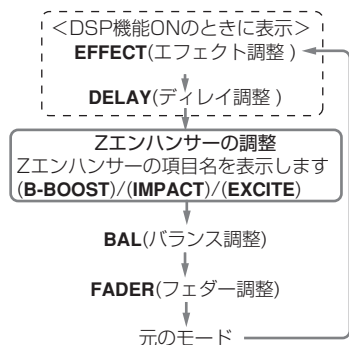 ＜DSP機能ONのときに表示＞
EFFECT(エフェクト調整 )
DELAY(ディレイ調整 )
Zエンハンサーの調整
Zエンハンサーの項目名を表示します
(B-BOOST)/(IMPACT)/(EXCITE)
BAL(バランス調整)
FADER(フェダー調整)
元のモード